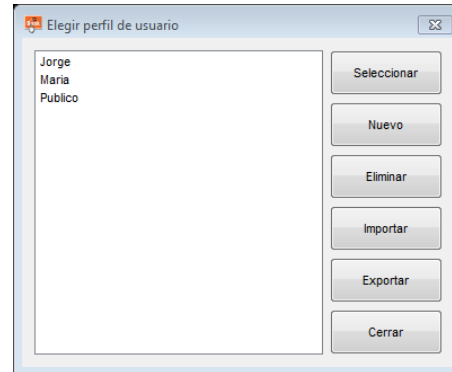 Elegir perfil de usuario
Jorge
Maria
Publico
Seleccionar
Nuevo
Eliminar
Importar
Exportar
Cerrar